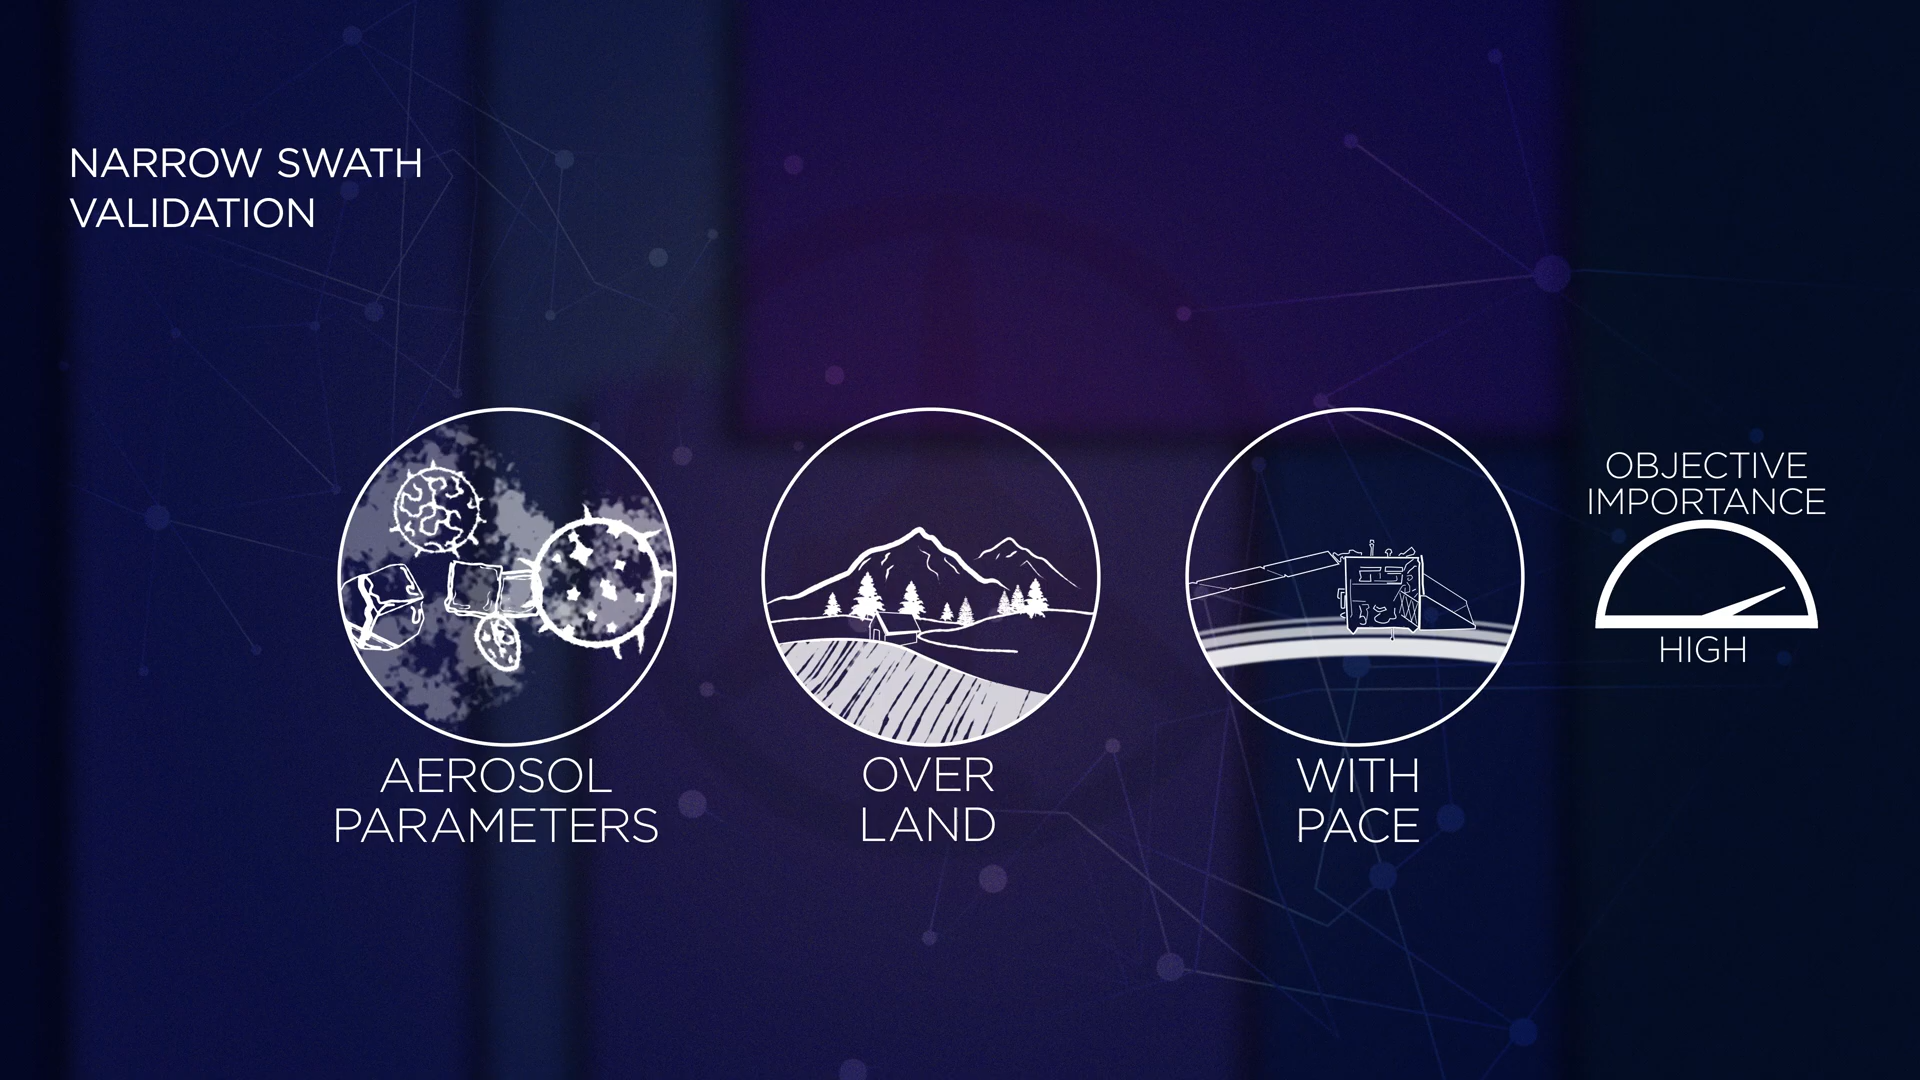 NARROW SWATH
VALIDATION
AEROSOL
PARAMETERS
OVER
LAND
WITH
PACE
OBJECTIVE
IMPORTANCE
HIGH